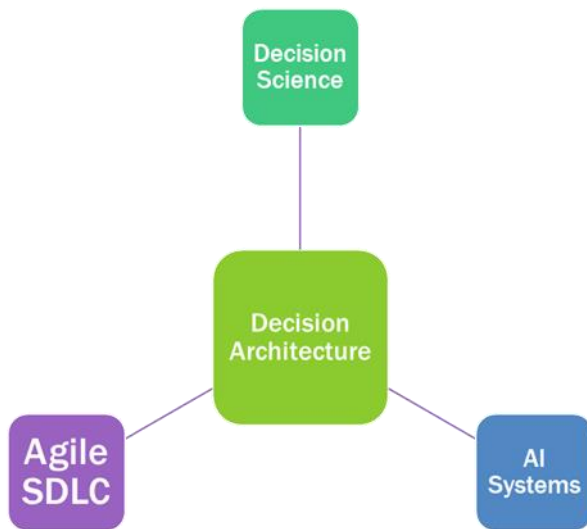 Decision
Science
Decision
Architecture
Agile
SDLC
AI
Systems